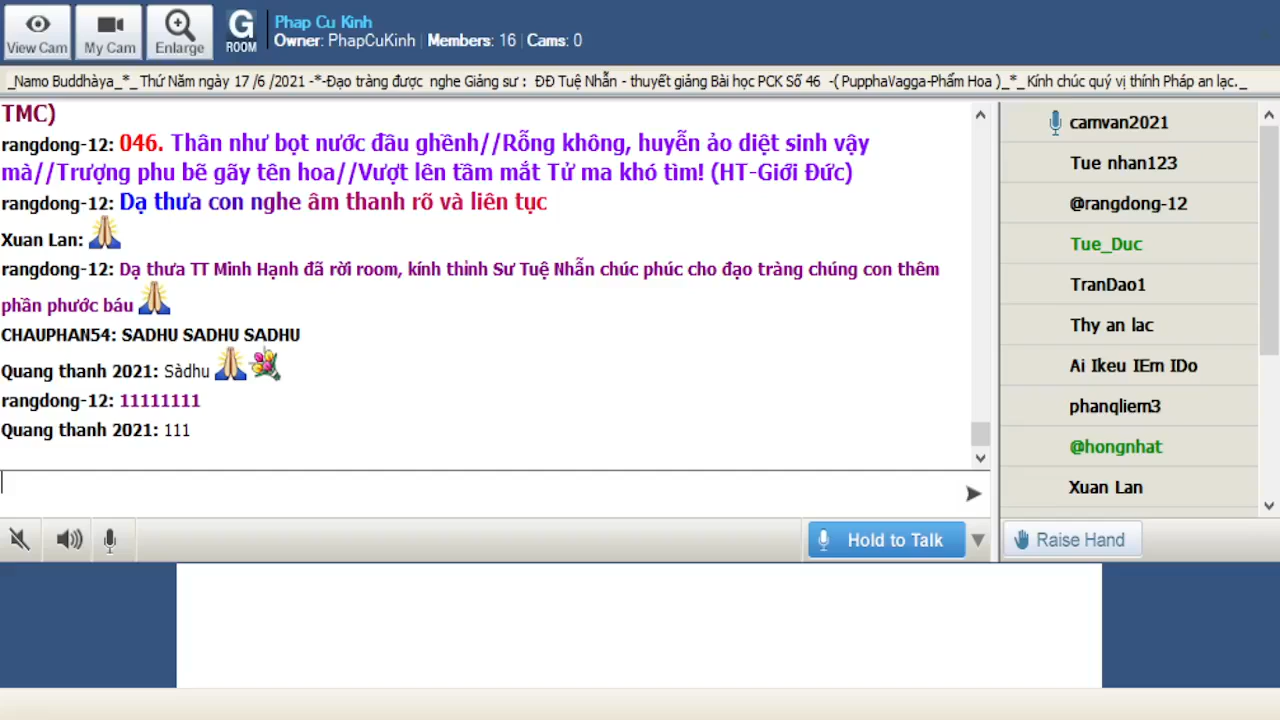 View Cam
My Cam
Enlarge
G
ROOM
Phap Cu Kinh
Owner: PhapCuKinh | Members: 16 | Cams: 0
_Namo Buddhàya_*_ Thứ Năm ngày 17 /6 /2021 -*-Đạo tràng được nghe Giảng sư : ĐĐ Tuệ Nhẫn - thuyết giảng Bài học PCK Số 46 -( PupphaVagga-Phẩm Hoa )_*_ Kính chúc quý vị thính Pháp an lạc._
TMC)
rangdong-12: 046. Thân như bọt nước đầu ghềnh//Rỗng không, huyễn ảo diệt sinh vậy
mà//Trượng phu bẽ gãy tên hoa//Vượt lên tầm mắt Tử ma khó tìm! (HT-Giới Đức)
rangdong-12: Dạ thưa con nghe âm thanh rõ và liên tục
Xuan Lan:
rangdong-12: Dạ thưa TT Minh Hạnh đã rời room, kính thỉnh Sư Tuệ Nhẫn chúc phúc cho đạo tràng chúng con thêm
phần phước báu
CHAUPHAN54: SADHU SADHU SADHU
Quang thanh 2021: Sàdhu
rangdong-12: 11111111
Quang thanh 2021: 111
camvan2021
Tue nhan123
@rangdong-12
Tue_Duc
TranDao1
Thy an lac
Ai Ikeu IEm IDo
phanqliem3
@hongnhat
Xuan Lan
Hold to Talk
Raise Hand